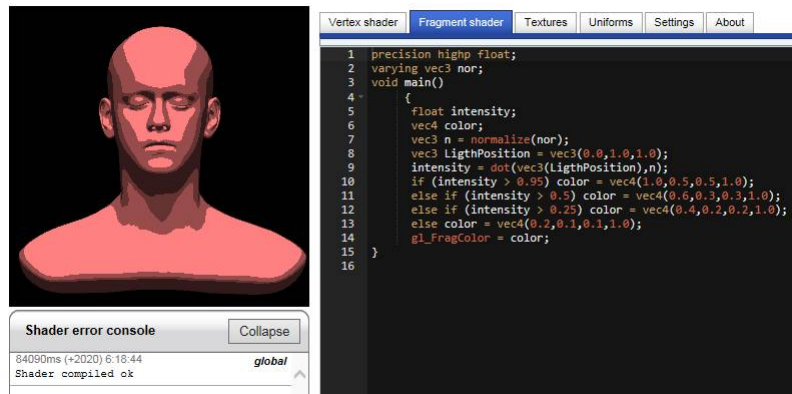 Vertex shader Fragment shader Textures Uniforms Settings About
1 precision highp float;
2 varying vec3 nor;
3 void main()
4 {
5 float intensity;
6 vec4 color;
7 vec3 n = normalize(nor);
8 vec3 LigthPosition = vec3(0.0,1.0,1.0);
9 intensity = dot(vec3(LigthPosition),n);
10 if (intensity > 0.95) color = vec4(1.0,0.5,0.5,1.0);
11 else if (intensity > 0.5) color = vec4(0.6,0.3,0.3,1.0);
12 else if (intensity > 0.25) color = vec4(0.4,0.2,0.2,1.0);
13 else color = vec4(0.2,0.1,0.1,1.0);
14 gl_FragColor = color;
15 }
16
Shader error console Collapse
84090ms (+2020) 6:18:44 global
Shader compiled ok